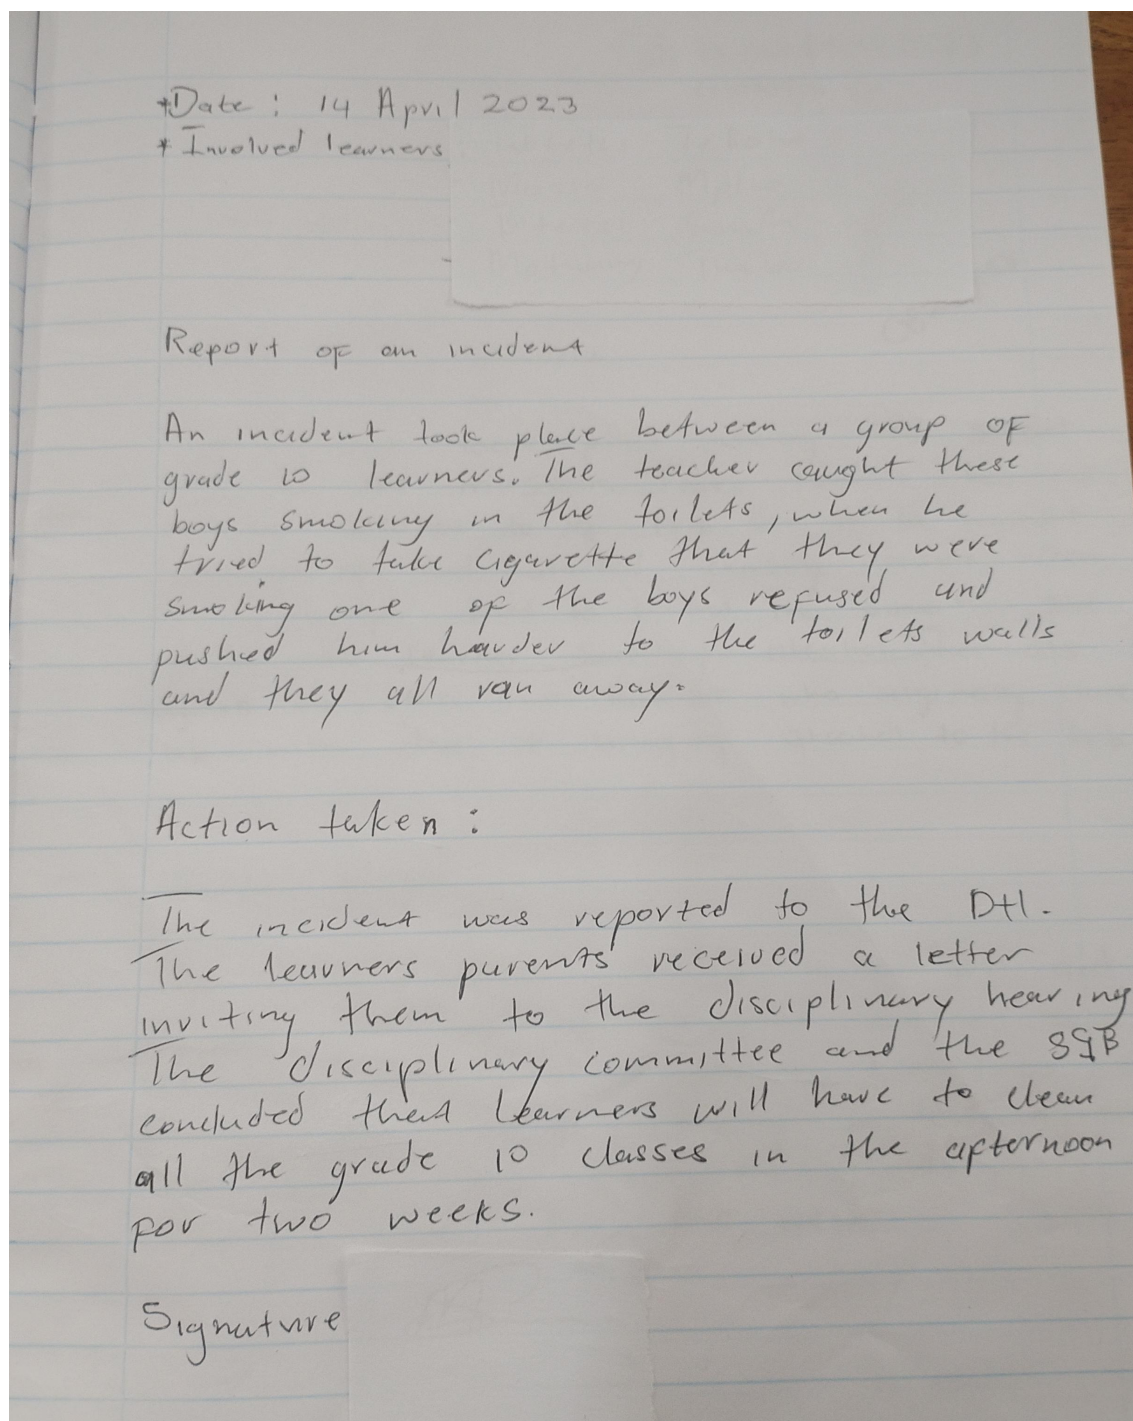 *Date : 14 April 2023
* Involved learners
Report of an incident
An incident took place between a group of
grade 10 learners. The teacher caught these
boys smoking in the toilets, when he
tried to take cigarette that they were
smoking one of the boys refused and
pushed him harder to the toilets walls
and they all ran away.
Action taken :
The incident was reported to the DH.
The learners parents received a letter
inviting them to the disciplinary hearing
The disciplinary committee and the SGB
concluded that learners will have to clean
all the grade 10 classes in the afternoon
for two weeks.
Signature